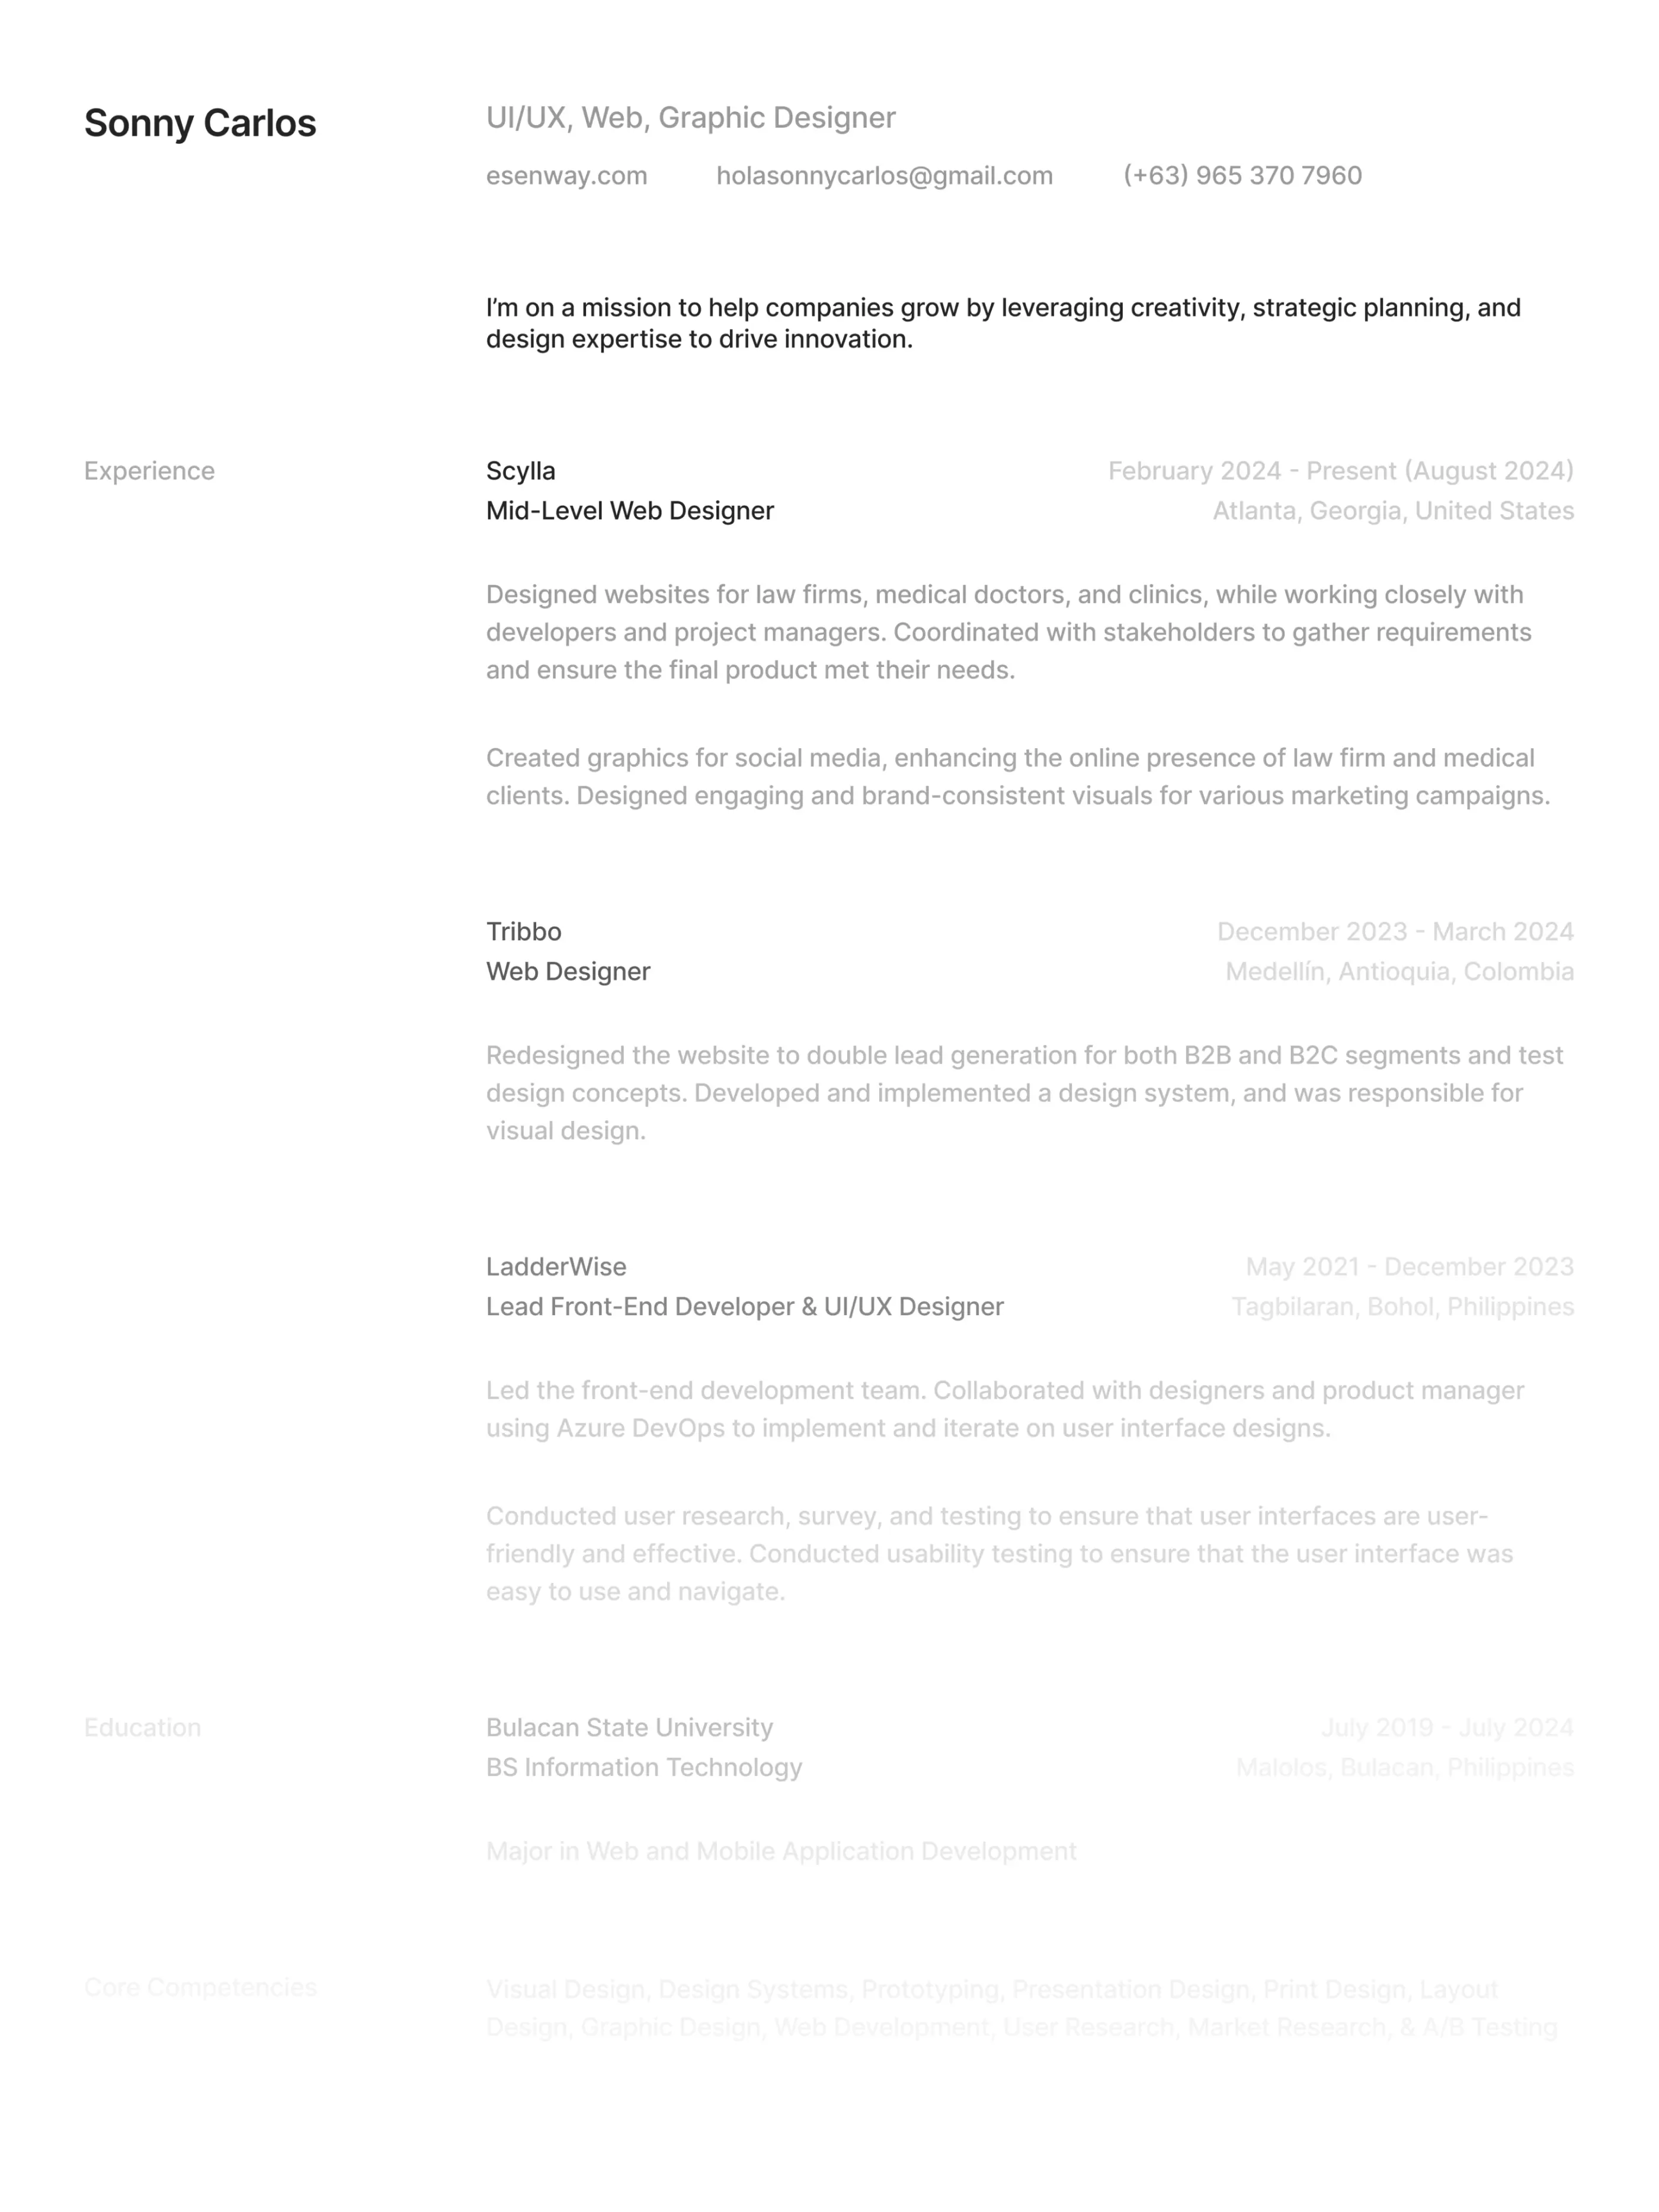 Sonny Carlos
UI/UX, Web, Graphic Designer
esenway.com holasonnycarlos@gmail.com (+63) 965 370 7960
I’m on a mission to help companies grow by leveraging creativity, strategic planning, and
design expertise to drive innovation.
Experience
Scylla February 2024 - Present (August 2024)
Mid-Level Web Designer Atlanta, Georgia, United States
Designed websites for law firms, medical doctors, and clinics, while working closely with
developers and project managers. Coordinated with stakeholders to gather requirements
and ensure the final product met their needs.
Created graphics for social media, enhancing the online presence of law firm and medical
clients. Designed engaging and brand-consistent visuals for various marketing campaigns.
Tribbo December 2023 - March 2024
Web Designer Medellín, Antioquia, Colombia
Redesigned the website to double lead generation for both B2B and B2C segments and test
design concepts. Developed and implemented a design system, and was responsible for
visual design.
LadderWise May 2021 - December 2023
Lead Front-End Developer & UI/UX Designer Tagbilaran, Bohol, Philippines
Led the front-end development team. Collaborated with designers and product manager
using Azure DevOps to implement and iterate on user interface designs.
Conducted user research, survey, and testing to ensure that user interfaces are user-
friendly and effective. Conducted usability testing to ensure that the user interface was
easy to use and navigate.
Education
Bulacan State University July 2019 - July 2024
BS Information Technology Malolos, Bulacan, Philippines
Major in Web and Mobile Application Development
Core Competencies
Visual Design, Design Systems, Prototyping, Presentation Design, Print Design, Layout
Design, Graphic Design, Web Development, User Research, Market Research, & A/B Testing